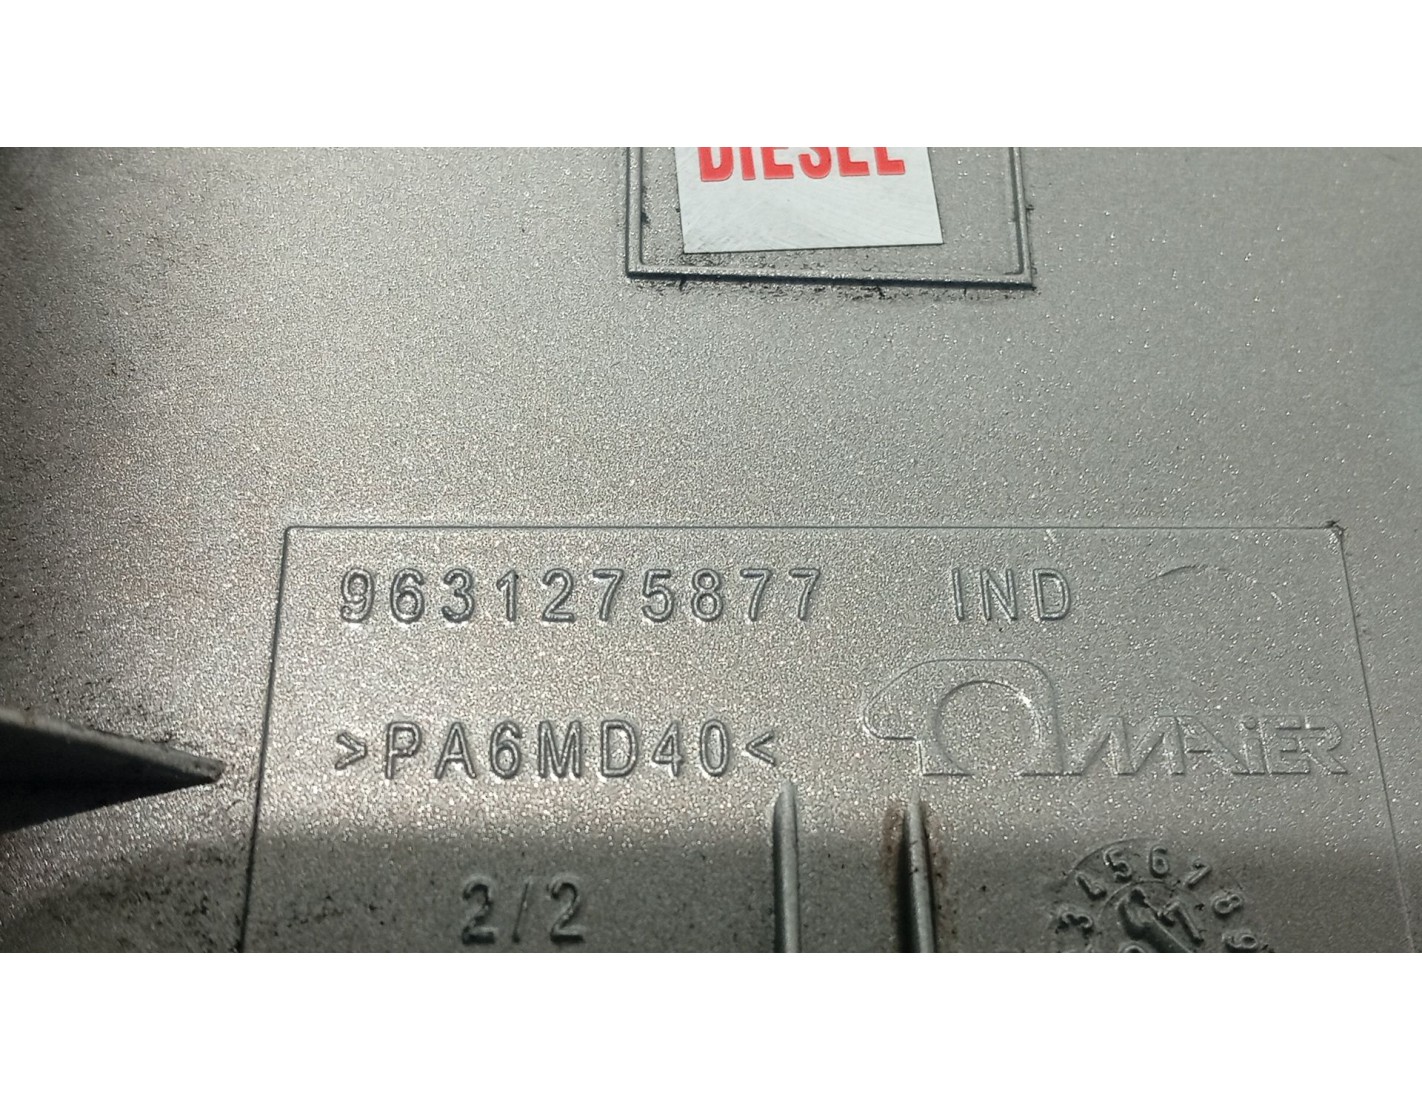 DIESEL
9631275877 IND
>PA6MD40<
MAiER
2/2